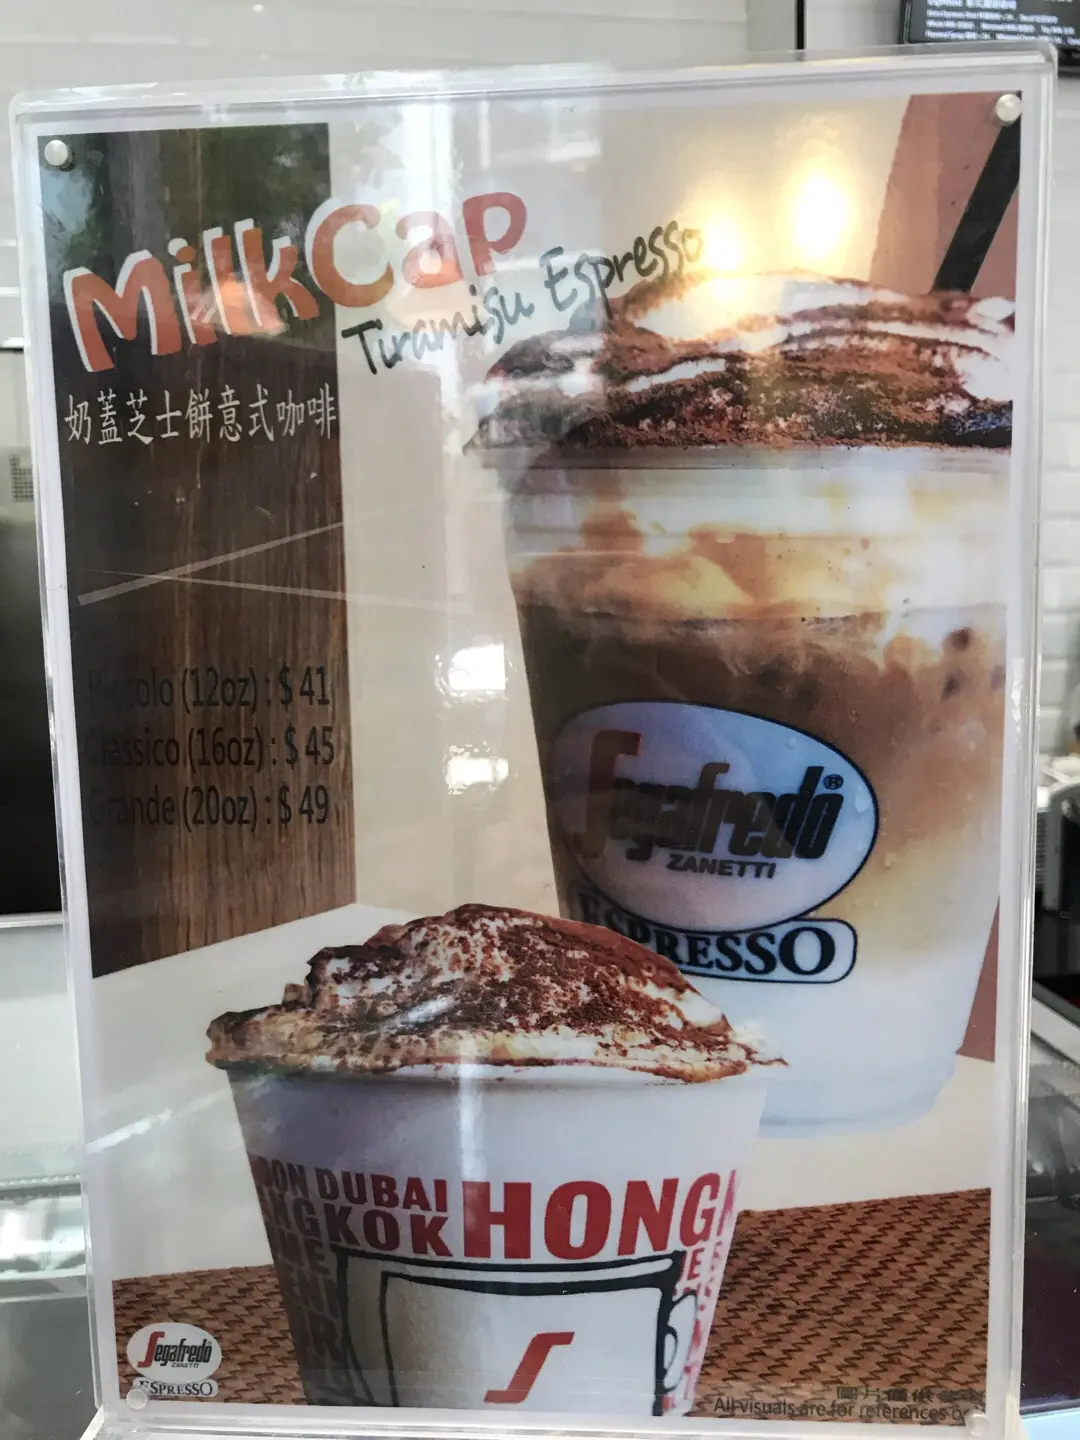 MilkCap
Tiramisu Espresso
奶蓋芝士餅意式咖啡
Piccolo (12oz) : $ 41
Classico (16oz) : $ 45
Grande (20oz) : $ 49
Segafredo®
ZANETTI
ESPRESSO
DUBAI
HONG
KOK
Segafredo
ZANETTI
ESPRESSO
All visuals are for references